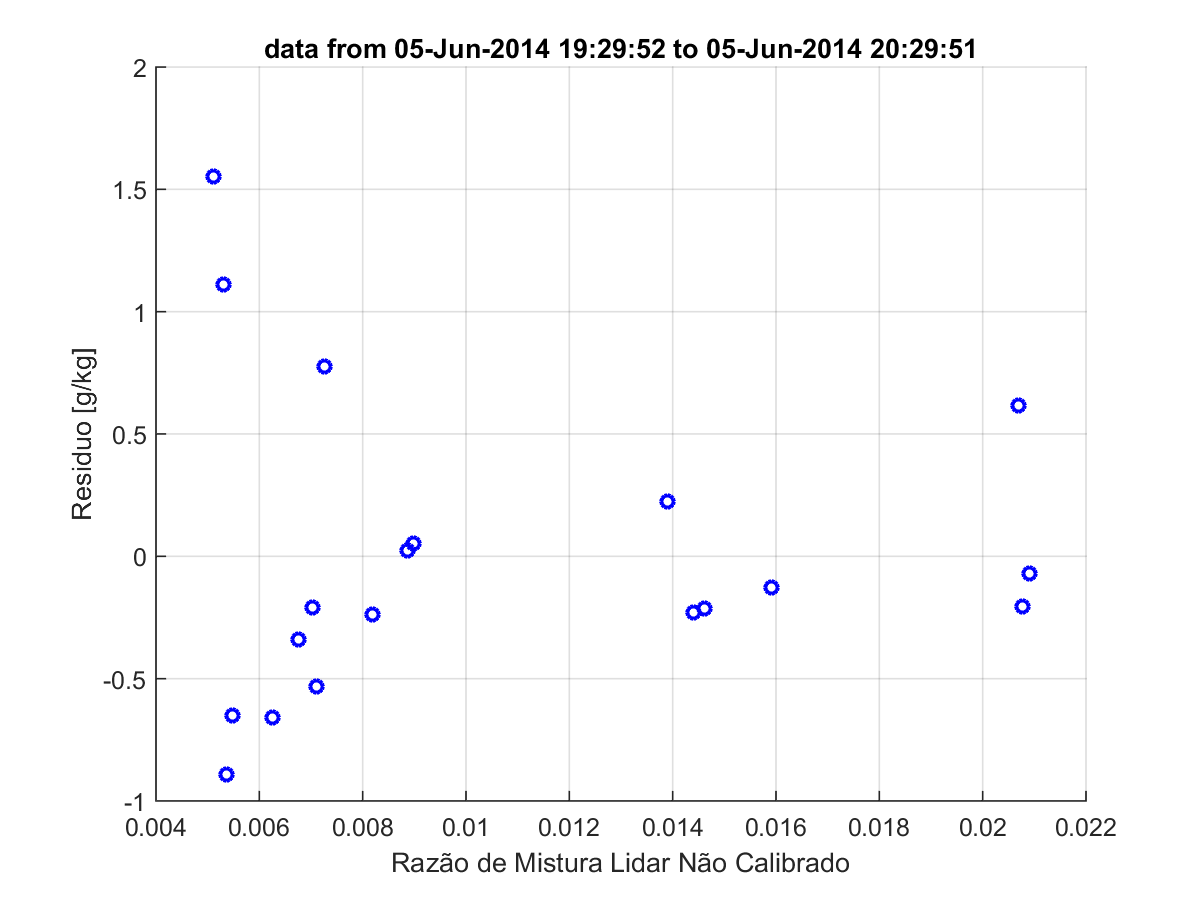 data from 05-Jun-2014 19:29:52 to 05-Jun-2014 20:29:51
2
1.5
1
0.5
0
-0.5
-1
Residuo [g/kg]
0.004 0.006 0.008 0.01 0.012 0.014 0.016 0.018 0.02 0.022
Razão de Mistura Lidar Não Calibrado